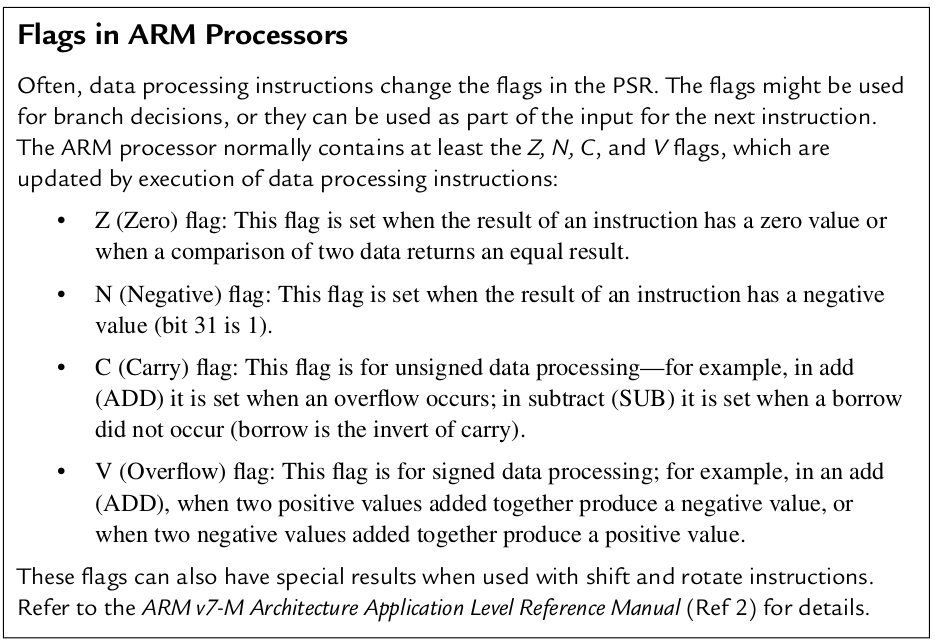 Flags in ARM Processors
Often, data processing instructions change the flags in the PSR. The flags might be used
for branch decisions, or they can be used as part of the input for the next instruction.
The ARM processor normally contains at least the Z, N, C, and V flags, which are
updated by execution of data processing instructions:
• Z (Zero) flag: This flag is set when the result of an instruction has a zero value or
when a comparison of two data returns an equal result.
• N (Negative) flag: This flag is set when the result of an instruction has a negative
value (bit 31 is 1).
• C (Carry) flag: This flag is for unsigned data processing—for example, in add
(ADD) it is set when an overflow occurs; in subtract (SUB) it is set when a borrow
did not occur (borrow is the invert of carry).
• V (Overflow) flag: This flag is for signed data processing; for example, in an add
(ADD), when two positive values added together produce a negative value, or
when two negative values added together produce a positive value.
These flags can also have special results when used with shift and rotate instructions.
Refer to the ARM v7-M Architecture Application Level Reference Manual (Ref 2) for details.